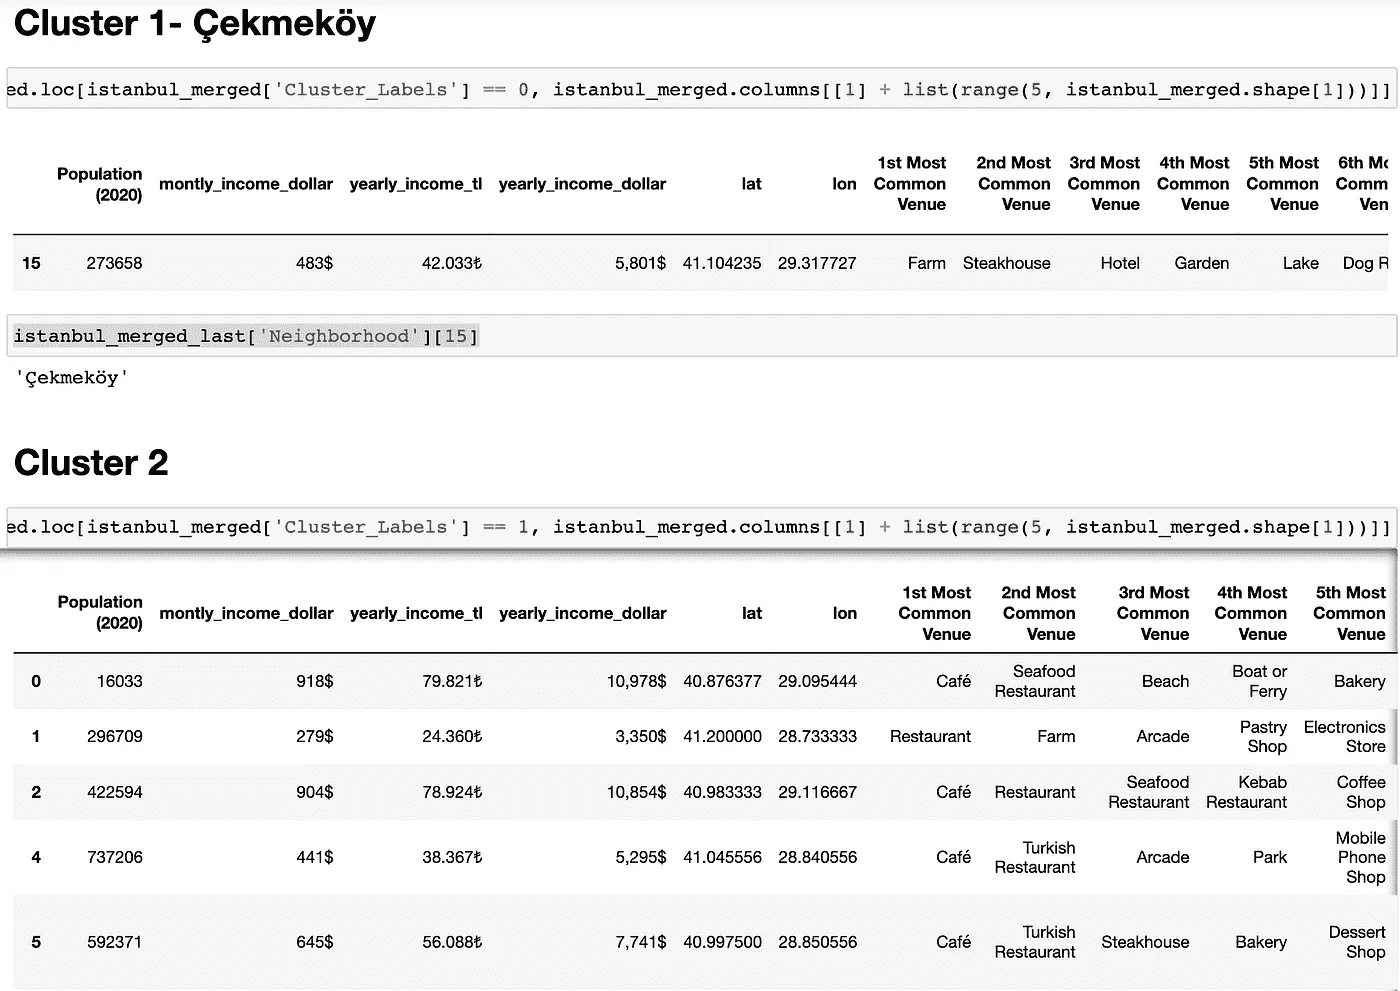 Cluster 1- Çekmeköy
ed.loc[istanbul_merged['Cluster_Labels'] == 0, istanbul_merged.columns[[1] + list(range(5, istanbul_merged.shape[1]))]]
Population (2020) montly_income_dollar yearly_income_tl yearly_income_dollar lat lon 1st Most Common Venue 2nd Most Common Venue 3rd Most Common Venue 4th Most Common Venue 5th Most Common Venue 6th Mo Comm Ven
15 273658 483$ 42.033₺ 5,801$ 41.104235 29.317727 Farm Steakhouse Hotel Garden Lake Dog R
istanbul_merged_last['Neighborhood'][15]
'Çekmeköy'
Cluster 2
ed.loc[istanbul_merged['Cluster_Labels'] == 1, istanbul_merged.columns[[1] + list(range(5, istanbul_merged.shape[1]))]]
Population (2020) montly_income_dollar yearly_income_tl yearly_income_dollar lat lon 1st Most Common Venue 2nd Most Common Venue 3rd Most Common Venue 4th Most Common Venue 5th Most Common Venue
0 16033 918$ 79.821₺ 10,978$ 40.876377 29.095444 Café Seafood Restaurant Beach Boat or Ferry Bakery
1 296709 279$ 24.360₺ 3,350$ 41.200000 28.733333 Restaurant Farm Arcade Pastry Shop Electronics Store
2 422594 904$ 78.924₺ 10,854$ 40.983333 29.116667 Café Restaurant Seafood Restaurant Kebab Restaurant Coffee Shop
4 737206 441$ 38.367₺ 5,295$ 41.045556 28.840556 Café Turkish Restaurant Arcade Park Mobile Phone Shop
5 592371 645$ 56.088₺ 7,741$ 40.997500 28.850556 Café Turkish Restaurant Steakhouse Bakery Dessert Shop